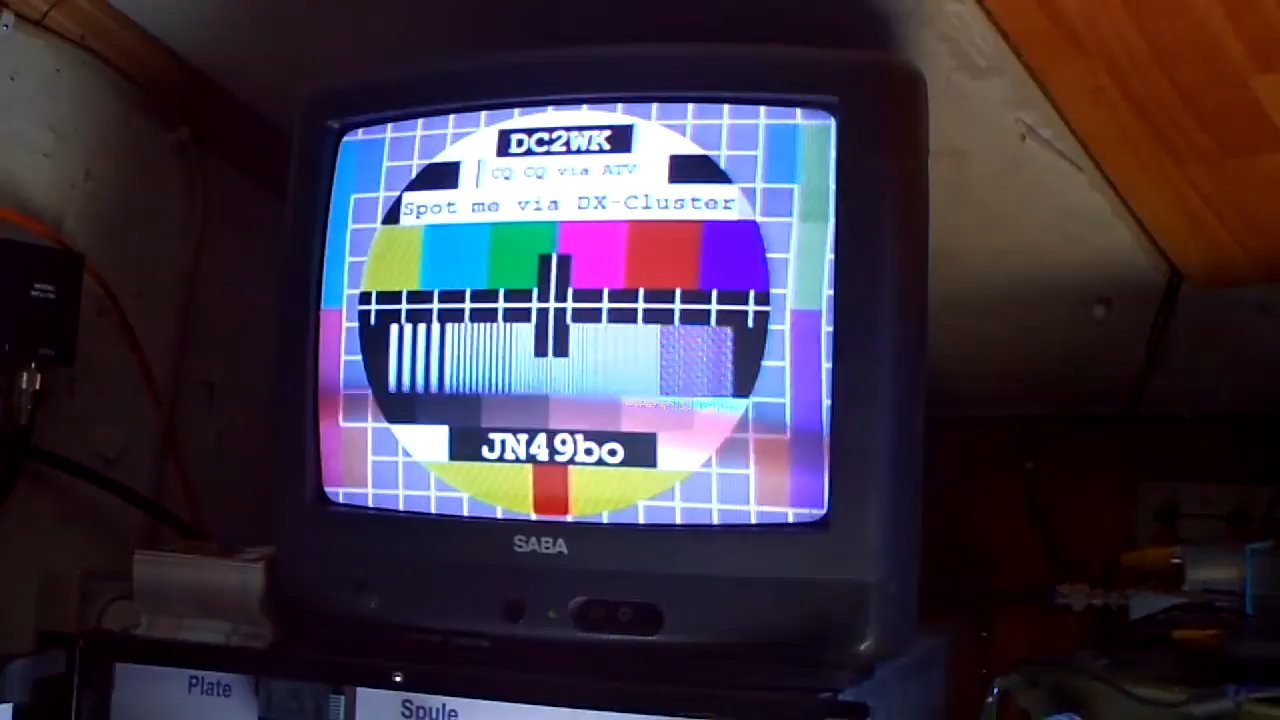 DC2WK
CQ CQ via ATV
Spot me via DX-Cluster
JN49bo
SABA
Plate
Spule